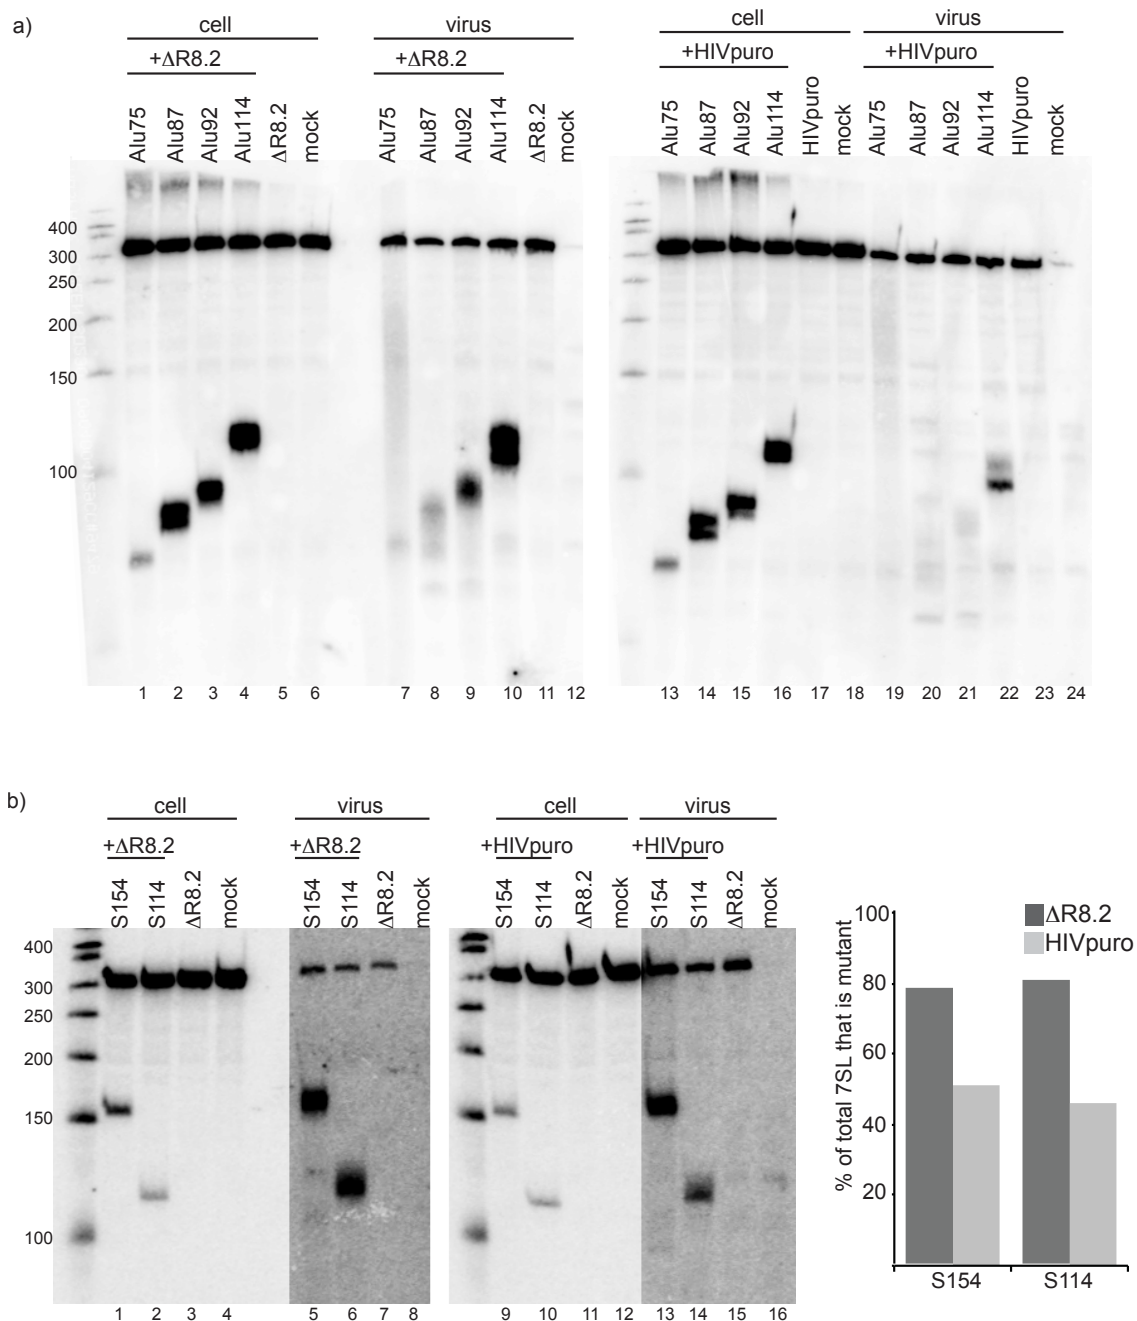 a)
cell
virus
cell
virus
+ΔR8.2
+ΔR8.2
+HIVpuro
+HIVpuro
Alu75
Alu87
Alu92
Alu114
ΔR8.2
mock
Alu75
Alu87
Alu92
Alu114
ΔR8.2
mock
Alu75
Alu87
Alu92
Alu114
HIVpuro
mock
Alu75
Alu87
Alu92
Alu114
HIVpuro
mock
400
300
250
200
150
100
1 2 3 4 5 6 7 8 9 10 11 12 13 14 15 16 17 18 19 20 21 22 23 24
b)
cell
virus
cell
virus
+ΔR8.2
+ΔR8.2
+HIVpuro
+HIVpuro
S154
S114
ΔR8.2
mock
S154
S114
ΔR8.2
mock
S154
S114
ΔR8.2
mock
S154
S114
ΔR8.2
mock
400
300
250
200
150
100
1 2 3 4 5 6 7 8 9 10 11 12 13 14 15 16
% of total 7SL that is mutant
100
80
60
40
20
ΔR8.2
HIVpuro
S154
S114